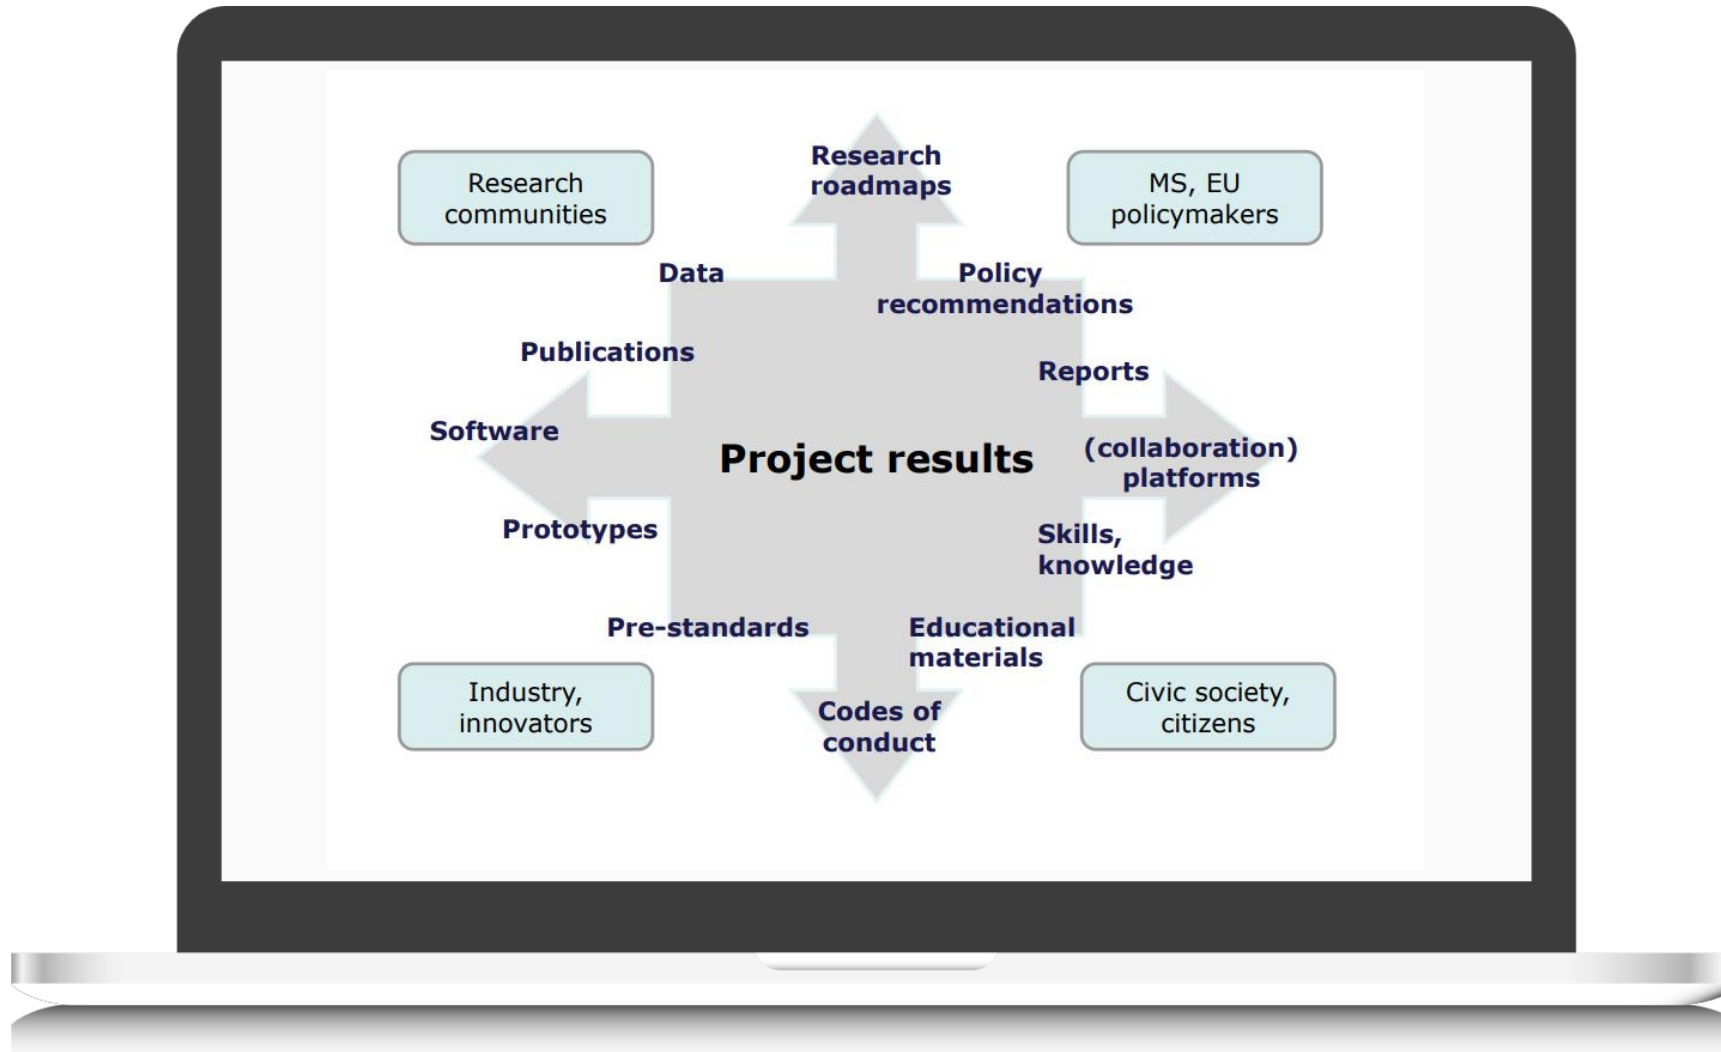 Research
roadmaps
Research
communities
MS, EU
policymakers
Data
Policy
recommendations
Publications
Reports
Software
Project results
(collaboration)
platforms
Prototypes
Skills,
knowledge
Pre-standards
Educational
materials
Industry,
innovators
Codes of
conduct
Civic society,
citizens